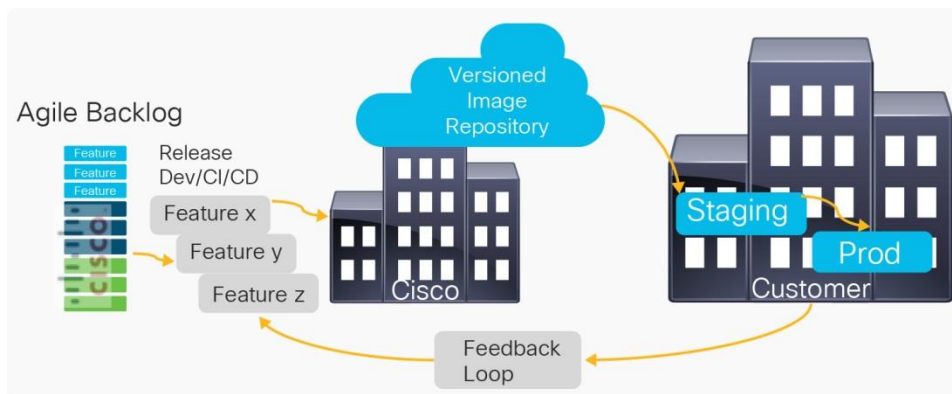 Agile Backlog
Feature
Feature
Feature
CISCO
Release
Dev/CI/CD
Feature x
Feature y
Feature z
Versioned
Image
Repository
Cisco
Staging
Prod
Customer
Feedback
Loop